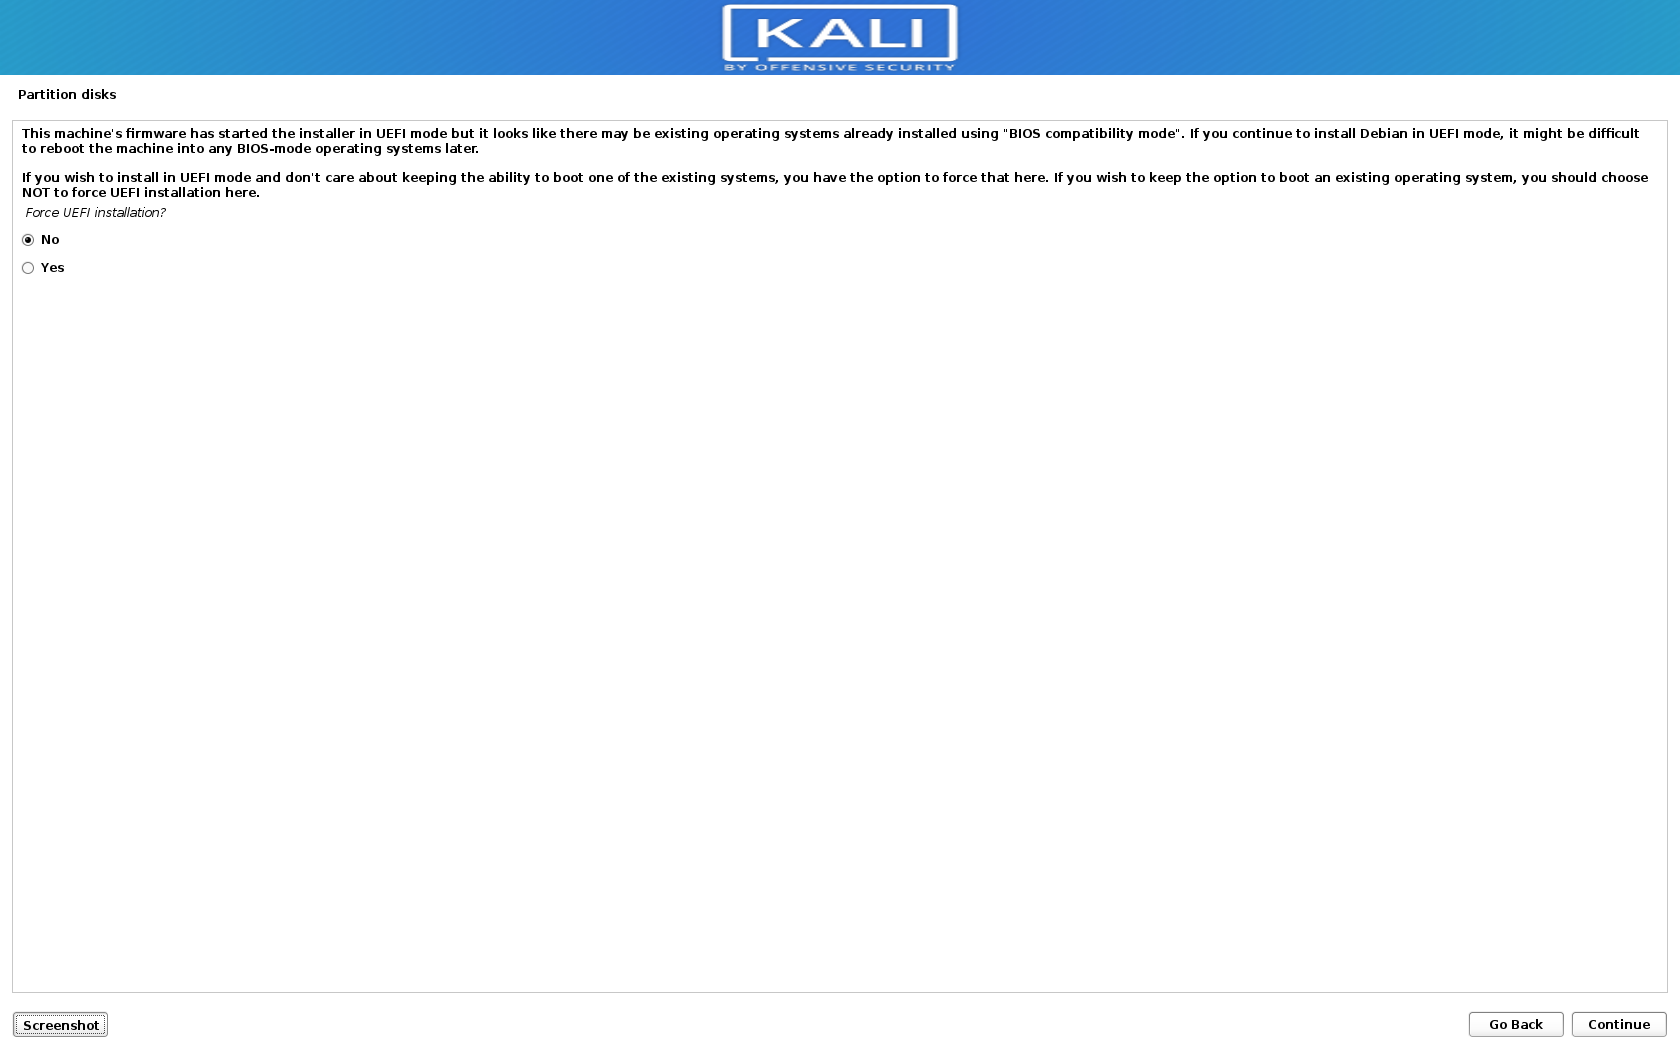 KALI
BY OFFENSIVE SECURITY
Partition disks
This machine's firmware has started the installer in UEFI mode but it looks like there may be existing operating systems already installed using "BIOS compatibility mode". If you continue to install Debian in UEFI mode, it might be difficult
to reboot the machine into any BIOS-mode operating systems later.
If you wish to install in UEFI mode and don't care about keeping the ability to boot one of the existing systems, you have the option to force that here. If you wish to keep the option to boot an existing operating system, you should choose
NOT to force UEFI installation here.
Force UEFI installation?
No
Yes
Screenshot Go Back Continue